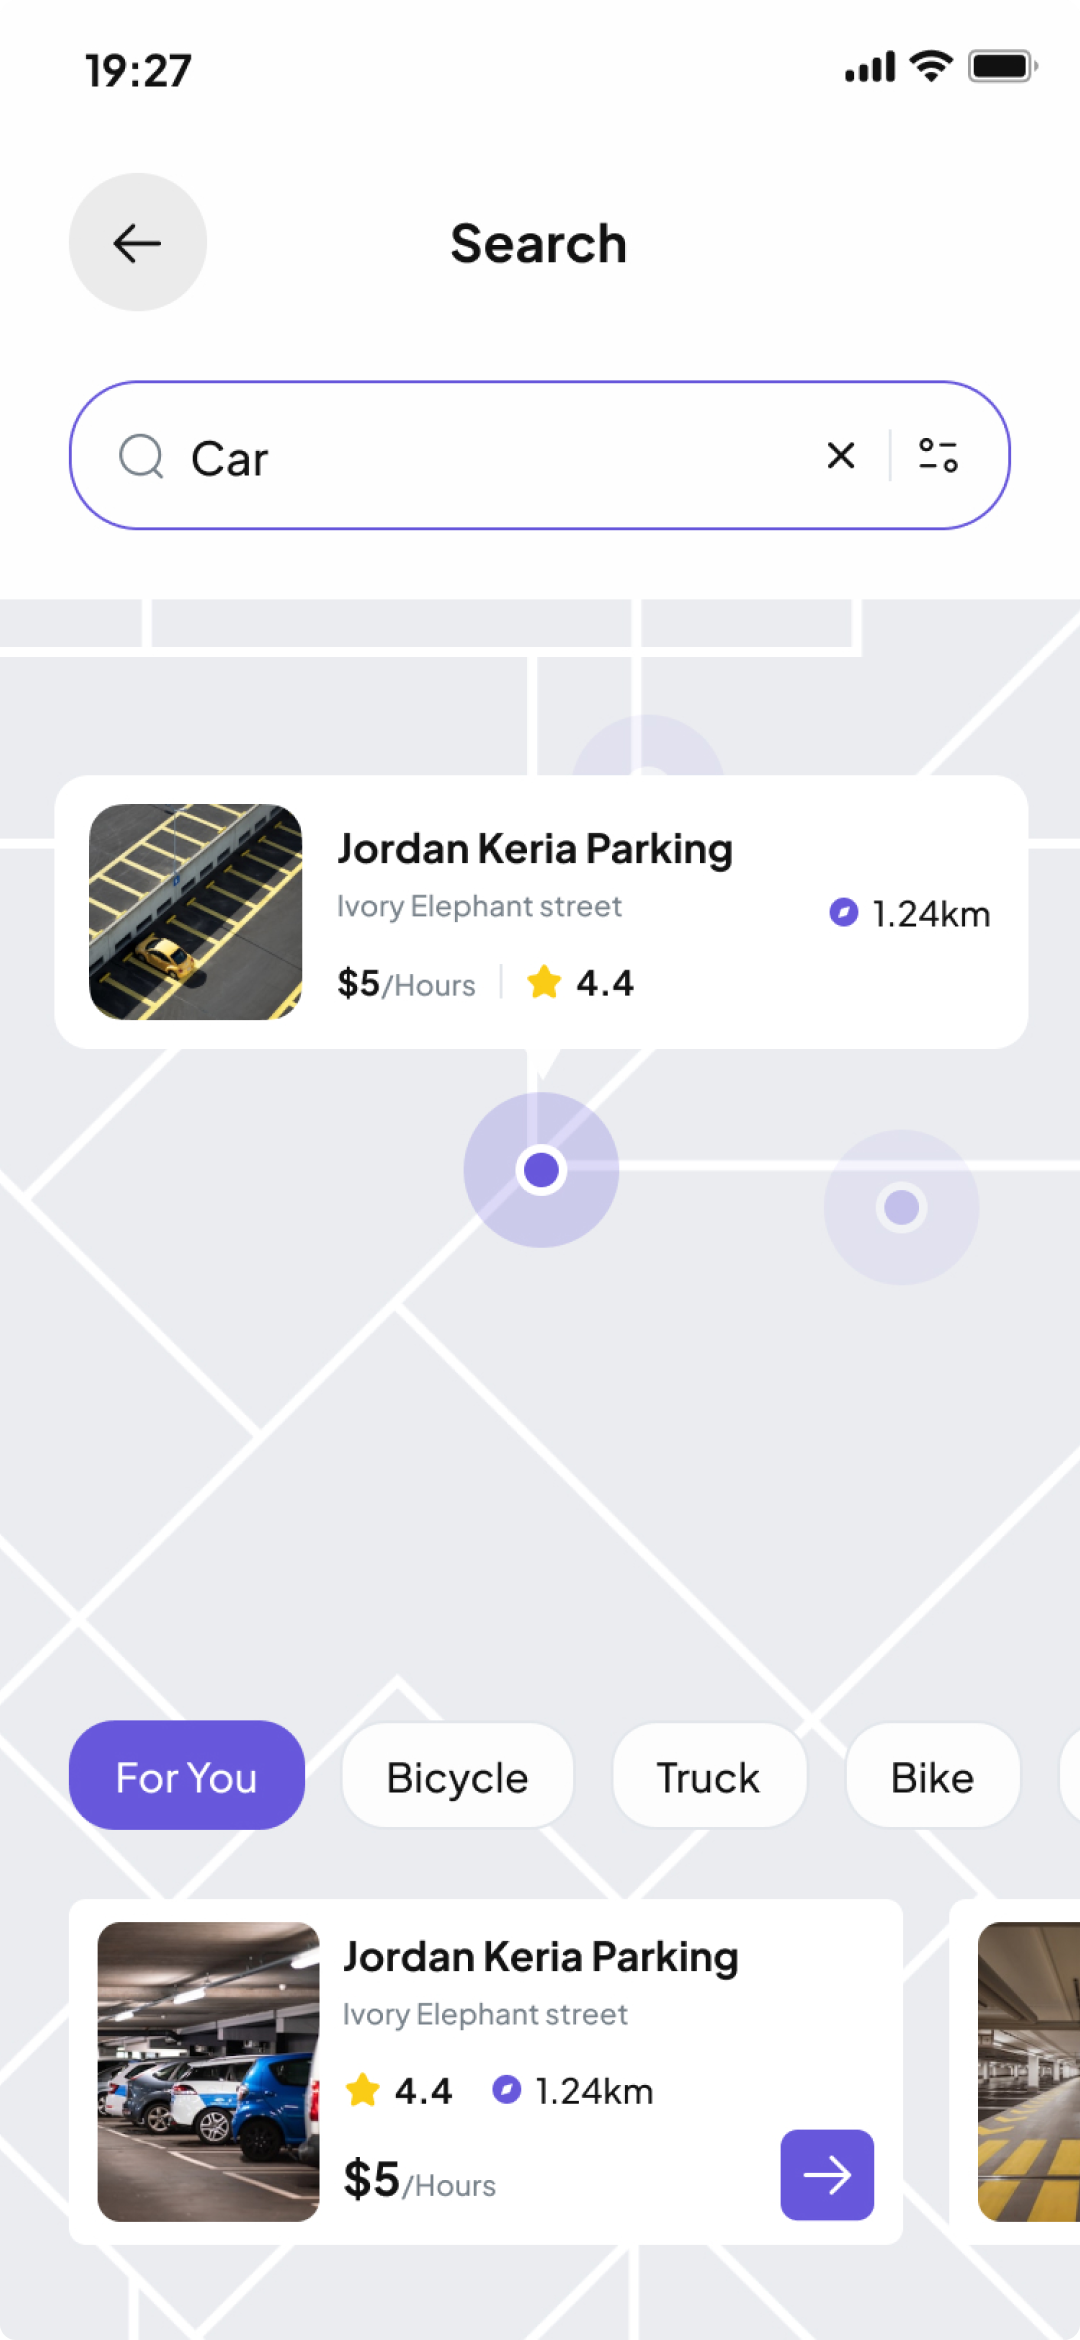 19:27
Search
Car
Jordan Keria Parking
Ivory Elephant street
1.24km
$5/Hours
4.4
For You
Bicycle
Truck
Bike
Jordan Keria Parking
Ivory Elephant street
4.4
1.24km
$5/Hours